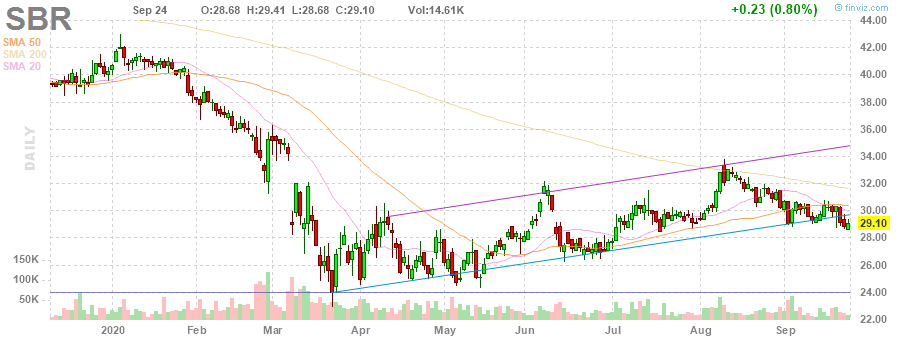 SBR Sep 24 O:28.68 H:29.41 L:28.68 C:29.10 Vol:14.61K +0.23 (0.80%) finviz.com
SMA 50
SMA 200
SMA 20
DAILY
44.00
42.00
40.00
38.00
36.00
34.00
32.00
30.00
29.10
28.00
150K 26.00
100K
50K 24.00
22.00
2020 Feb Mar Apr May Jun Jul Aug Sep